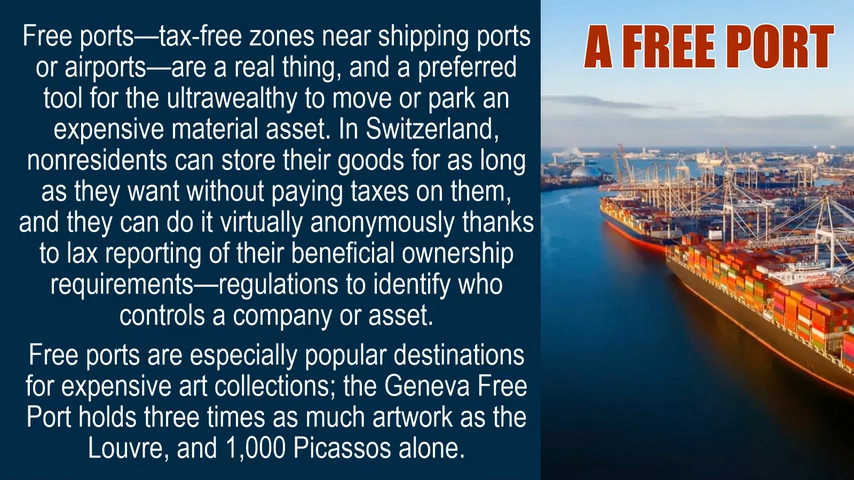 Free ports—tax-free zones near shipping ports
or airports—are a real thing, and a preferred
tool for the ultrawealthy to move or park an
expensive material asset. In Switzerland,
nonresidents can store their goods for as long
as they want without paying taxes on them,
and they can do it virtually anonymously thanks
to lax reporting of their beneficial ownership
requirements—regulations to identify who
controls a company or asset.
Free ports are especially popular destinations
for expensive art collections; the Geneva Free
Port holds three times as much artwork as the
Louvre, and 1,000 Picassos alone.
A FREE PORT